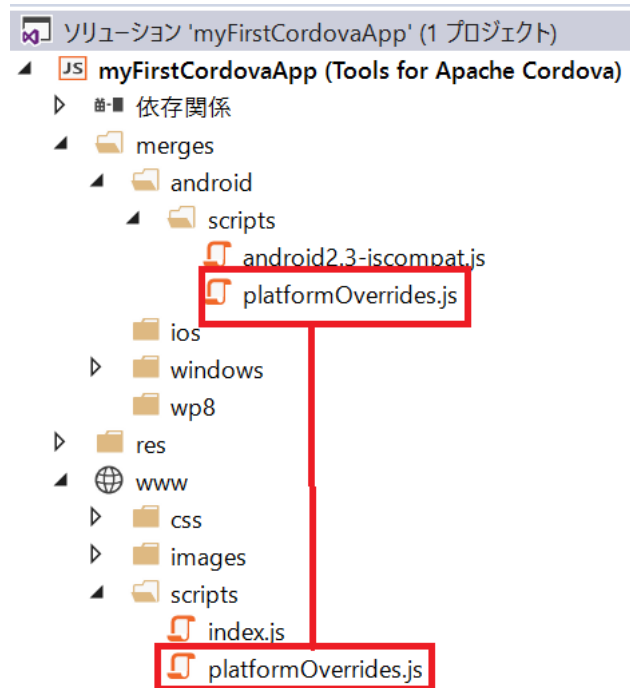 ソリューション 'myFirstCordovaApp' (1 プロジェクト)
JS myFirstCordovaApp (Tools for Apache Cordova)
依存関係
merges
android
scripts
android2.3-iscompat.js
platformOverrides.js
ios
windows
wp8
res
www
css
images
scripts
index.js
platformOverrides.js